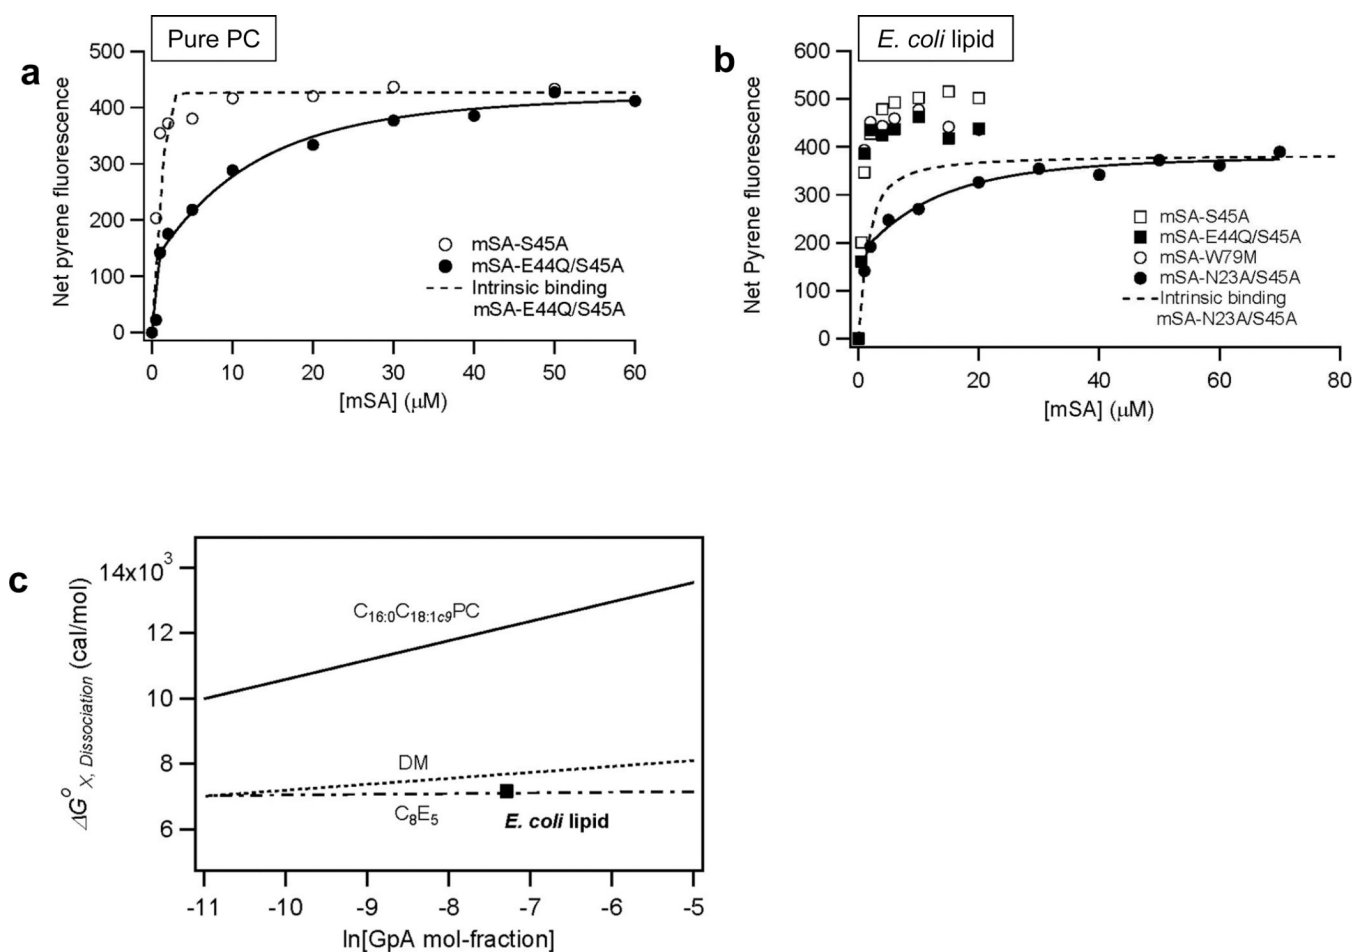 a
Pure PC
Net pyrene fluorescence
500
400
300
200
100
0
0 10 20 30 40 50 60
[mSA] (μM)
mSA-S45A
mSA-E44Q/S45A
Intrinsic binding
mSA-E44Q/S45A
b
E. coli lipid
Net Pyrene fluorescence
600
500
400
300
200
100
0
0 20 40 60 80
[mSA] (μM)
mSA-S45A
mSA-E44Q/S45A
mSA-W79M
mSA-N23A/S45A
Intrinsic binding
mSA-N23A/S45A
c
ΔG° X, Dissociation (cal/mol)
14x10³
12
10
8
6
C16:0C18:1c9PC
DM
C8E5
E. coli lipid
-11 -10 -9 -8 -7 -6 -5
ln[GpA mol-fraction]